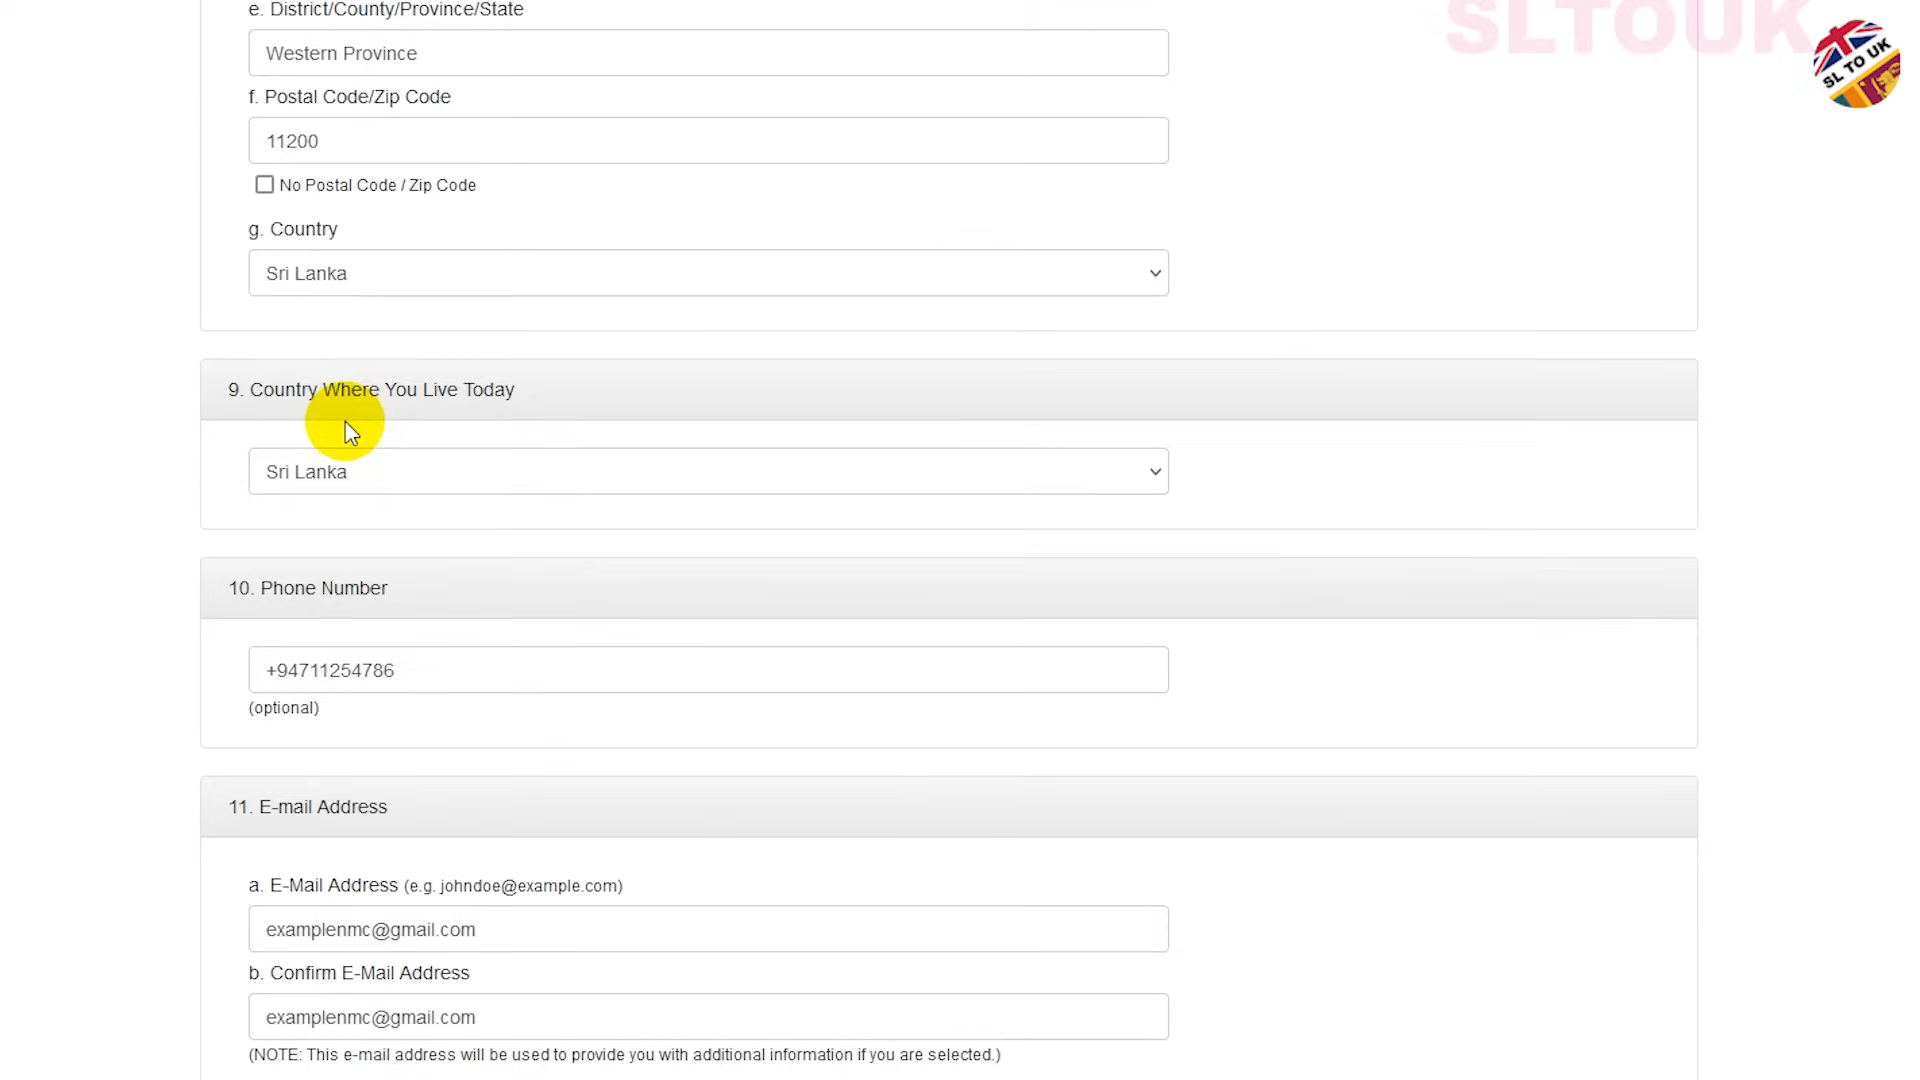 SLTOUK
SL TO UK
e. District/County/Province/State
Western Province
f. Postal Code/Zip Code
11200
No Postal Code / Zip Code
g. Country
Sri Lanka
9. Country Where You Live Today
Sri Lanka
10. Phone Number
+94711254786
(optional)
11. E-mail Address
a. E-Mail Address (e.g. johndoe@example.com)
examplenmc@gmail.com
b. Confirm E-Mail Address
examplenmc@gmail.com
(NOTE: This e-mail address will be used to provide you with additional information if you are selected.)